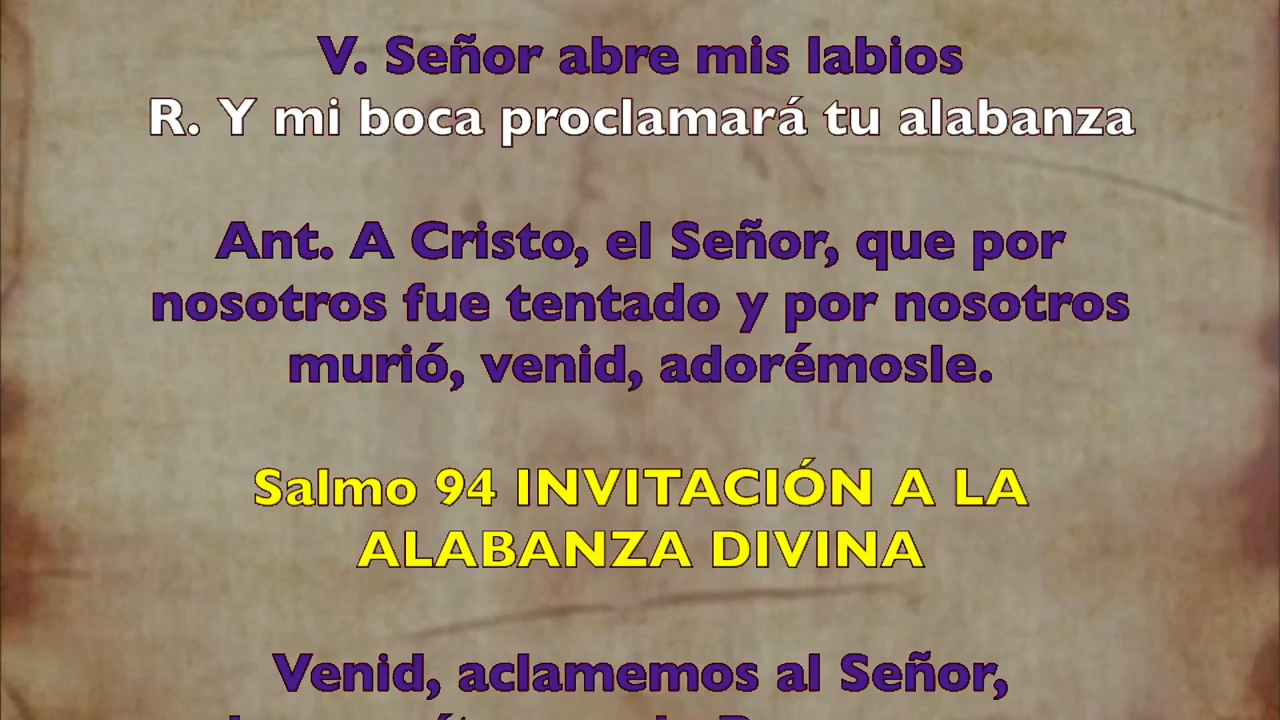 V. Señor abre mis labios
R. Y mi boca proclamará tu alabanza
Ant. A Cristo, el Señor, que por
nosotros fue tentado y por nosotros
murió, venid, adorémosle.
Salmo 94 INVITACIÓN A LA
ALABANZA DIVINA
Venid, aclamemos al Señor,